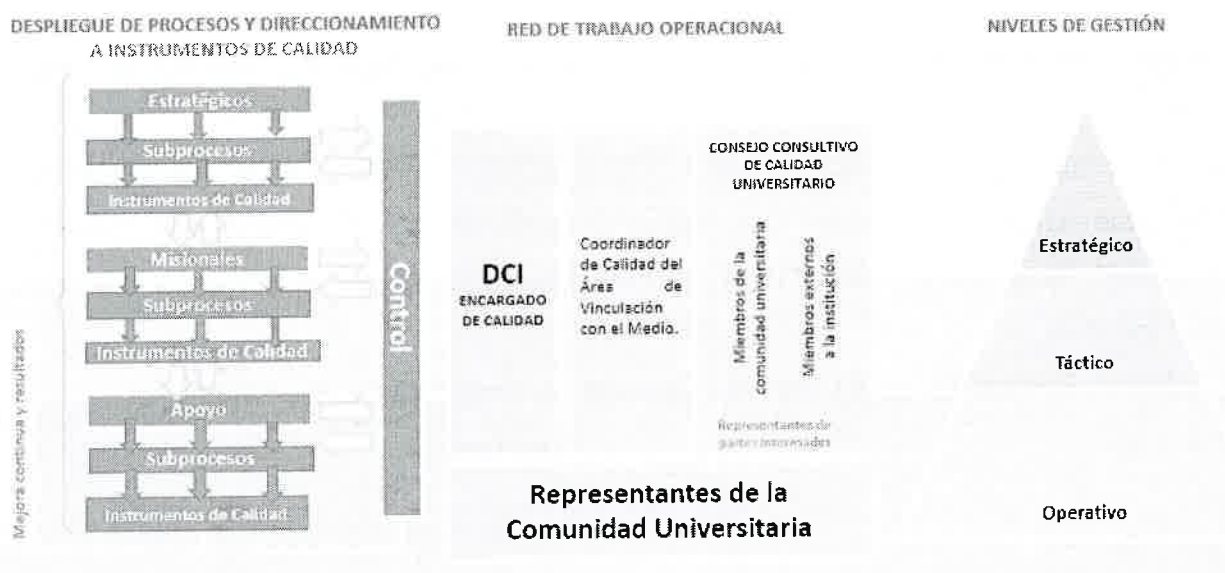 DESPLIEGUE DE PROCESOS Y DIRECCIONAMIENTO
A INSTRUMENTOS DE CALIDAD
Estratégicos
Subprocesos
Instrumentos de Calidad
Misionales
Subprocesos
Instrumentos de Calidad
Apoyo
Subprocesos
Instrumentos de Calidad
Mejora continua y resultados
Control
RED DE TRABAJO OPERACIONAL
DCI
ENCARGADO
DE CALIDAD
Coordinador
de Calidad del
Área de
Vinculación
con el Medio.
CONSEJO CONSULTIVO
DE CALIDAD
UNIVERSITARIO
Miembros de la
comunidad universitaria
Miembros externos
a la institución
Representantes de
partes interesadas
Representantes de la
Comunidad Universitaria
NIVELES DE GESTIÓN
Estratégico
Táctico
Operativo